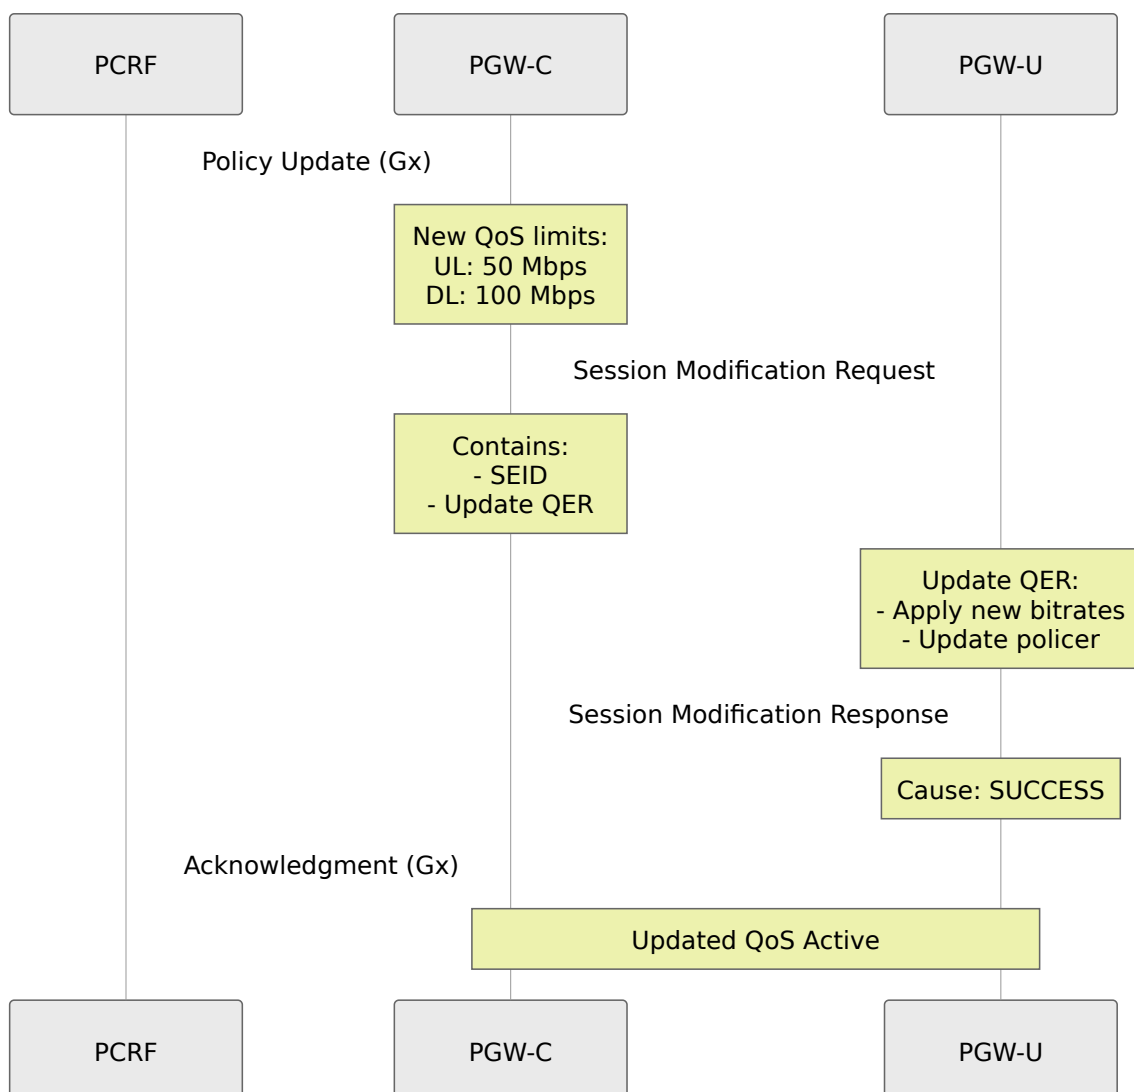 PCRF
PGW-C
PGW-U
Policy Update (Gx)
New QoS limits:
UL: 50 Mbps
DL: 100 Mbps
Session Modification Request
Contains:
- SEID
- Update QER
Update QER:
- Apply new bitrates
- Update policer
Session Modification Response
Cause: SUCCESS
Acknowledgment (Gx)
Updated QoS Active
PCRF
PGW-C
PGW-U